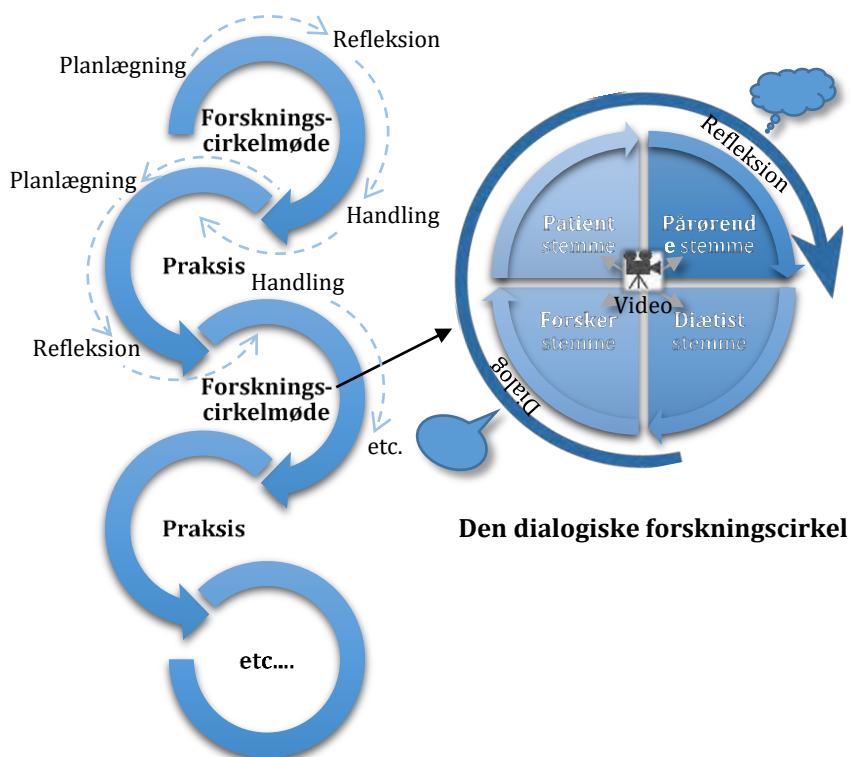 Refleksion
Planlægning
Forsknings-
cirkelmøde
Planlægning
Handling
Praksis
Handling
Refleksion
Forsknings-
cirkelmøde
etc.
Praksis
etc....
Refleksion
Patient
stemme
Pårørend
e stemme
Video
Forsker
stemme
Diætist
stemme
Dialog
Den dialogiske forskningscirkel